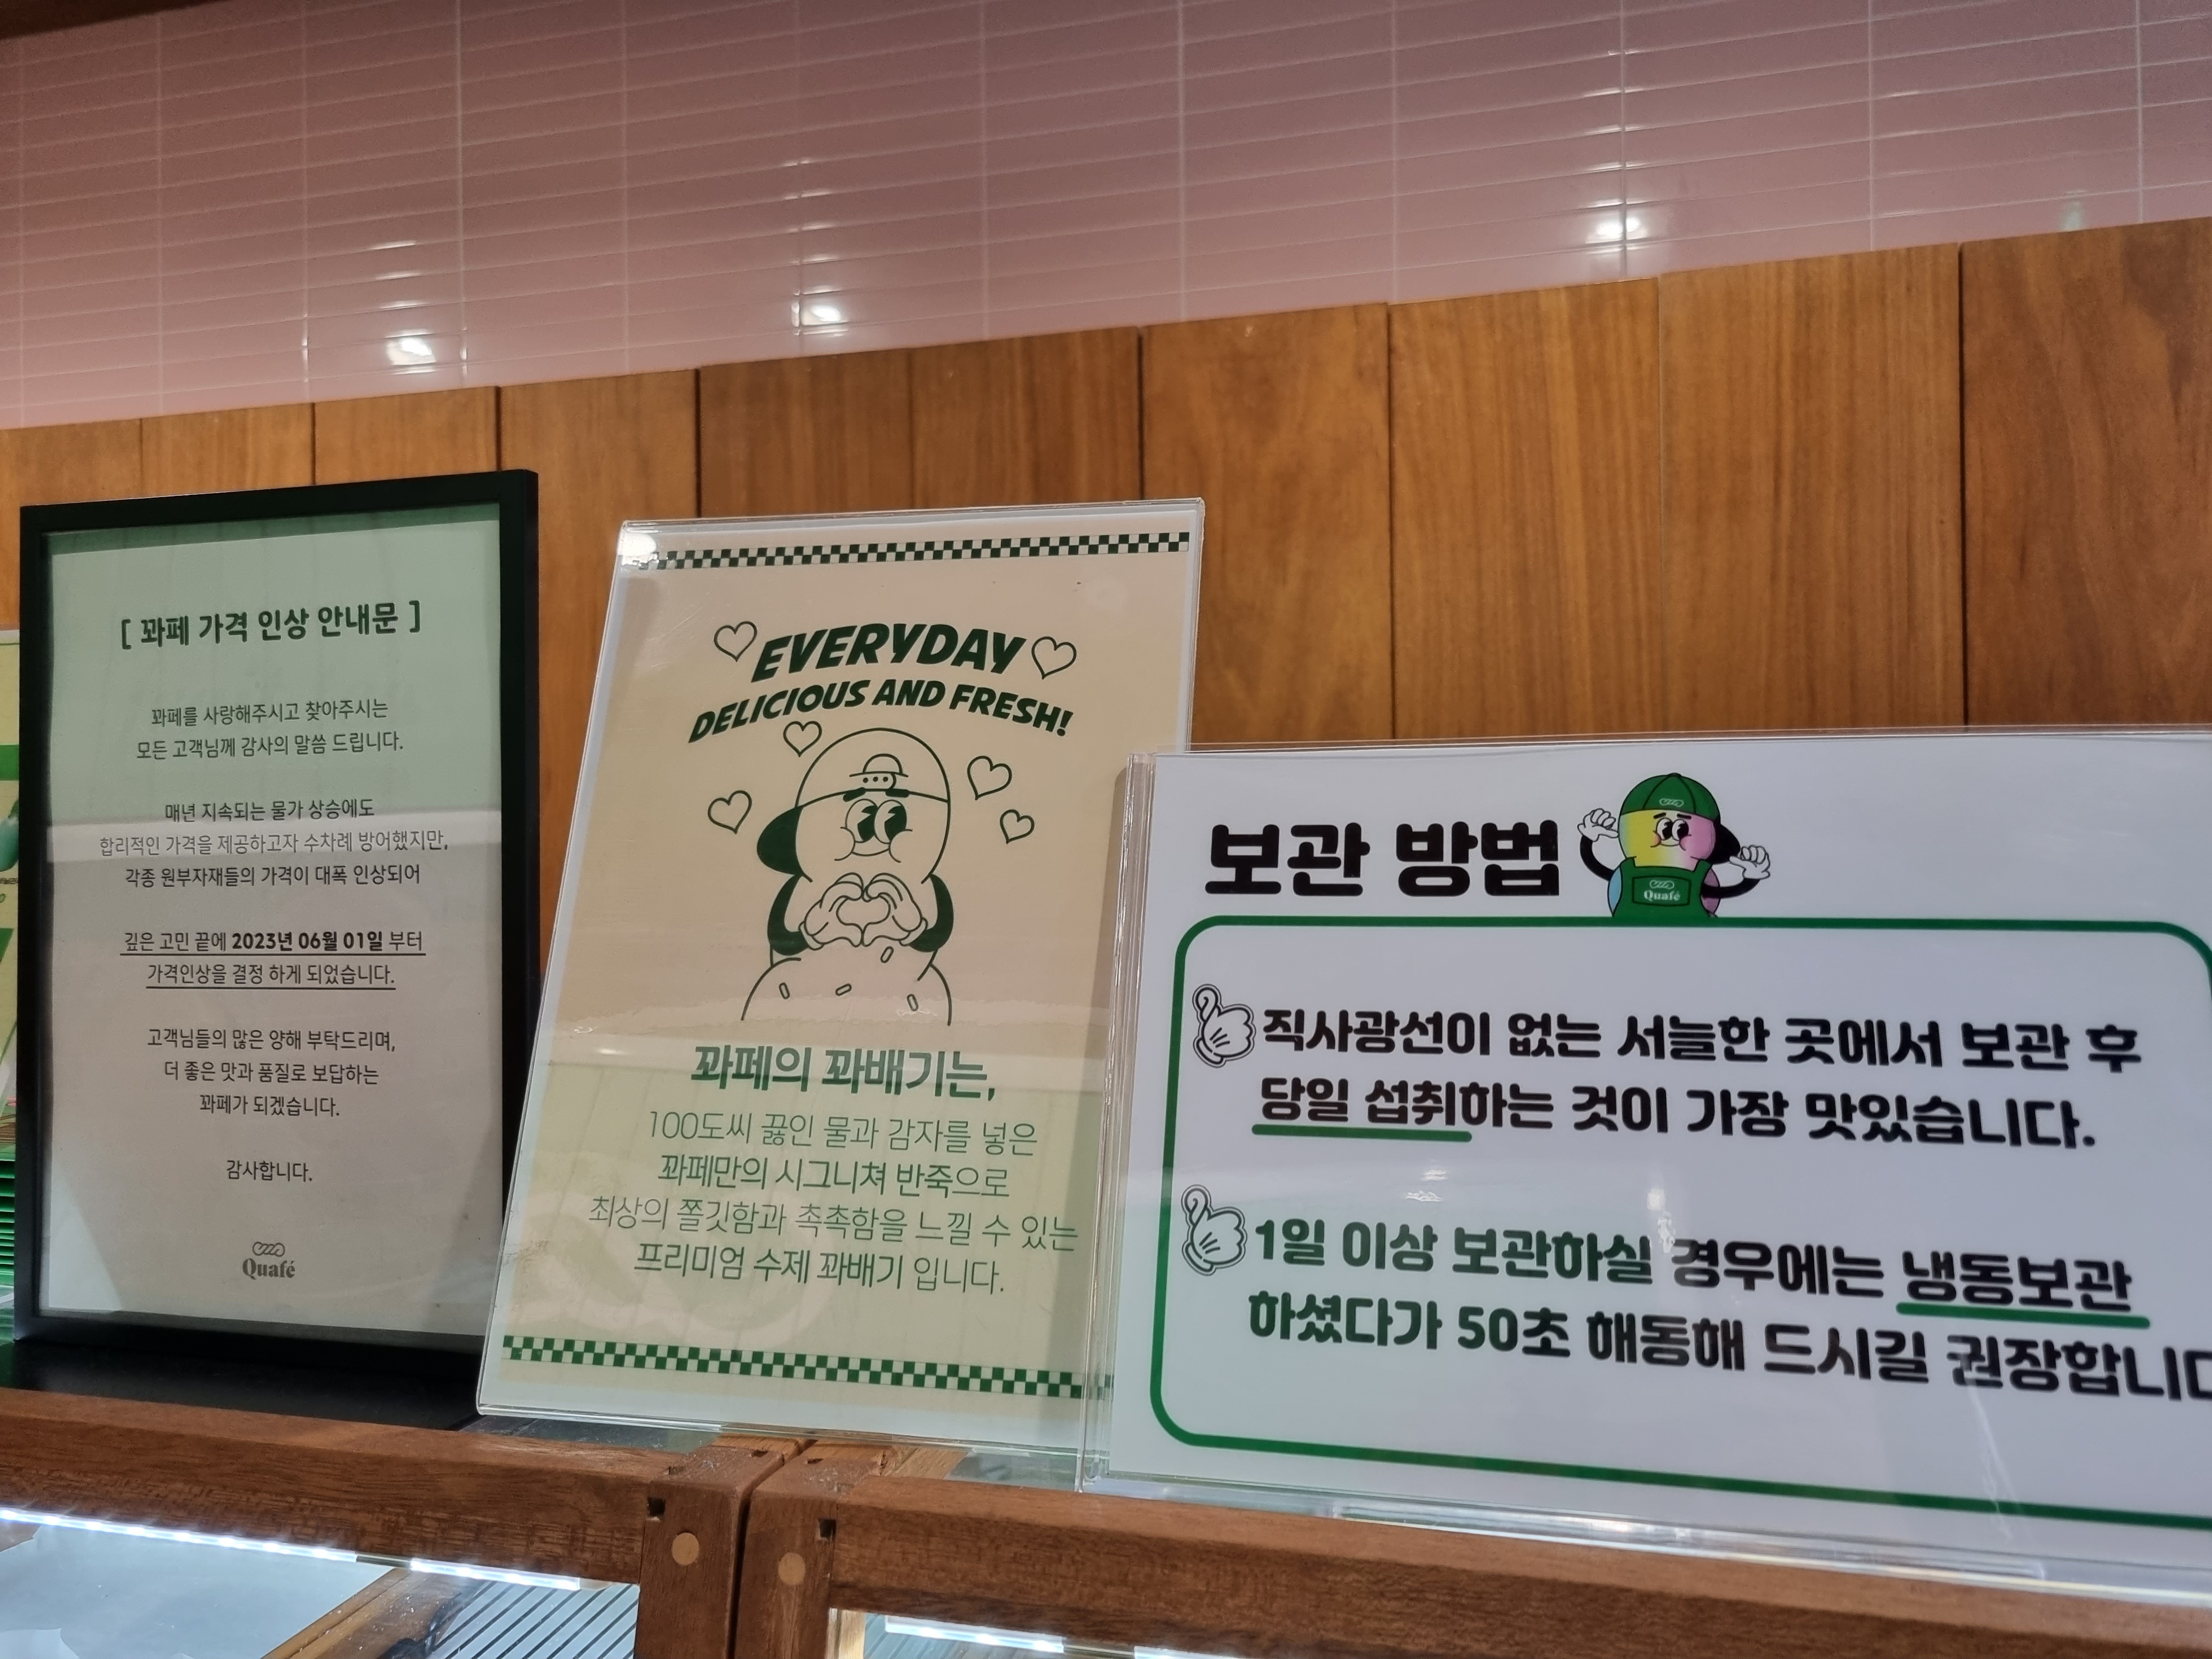 [ 꽈페 가격 인상 안내문 ]
꽈페를 사랑해주시고 찾아주시는
모든 고객님께 감사의 말씀 드립니다.
매년 지속되는 물가 상승에도
합리적인 가격을 제공하고자 수차례 방어했지만,
각종 원부자재들의 가격이 대폭 인상되어
깊은 고민 끝에 2023년 06월 01일 부터
가격인상을 결정 하게 되었습니다.
고객님들의 많은 양해 부탁드리며,
더 좋은 맛과 품질로 보답하는
꽈페가 되겠습니다.
감사합니다.
Quafé
EVERYDAY
DELICIOUS AND FRESH!
꽈페의 꽈배기는,
100도씨 끓인 물과 감자를 넣은
꽈페만의 시그니쳐 반죽으로
최상의 쫄깃함과 촉촉함을 느낄 수 있는
프리미엄 수제 꽈배기 입니다.
보관 방법
Quafé
직사광선이 없는 서늘한 곳에서 보관 후
당일 섭취하는 것이 가장 맛있습니다.
1일 이상 보관하실 경우에는 냉동보관
하셨다가 50초 해동해 드시길 권장합니다